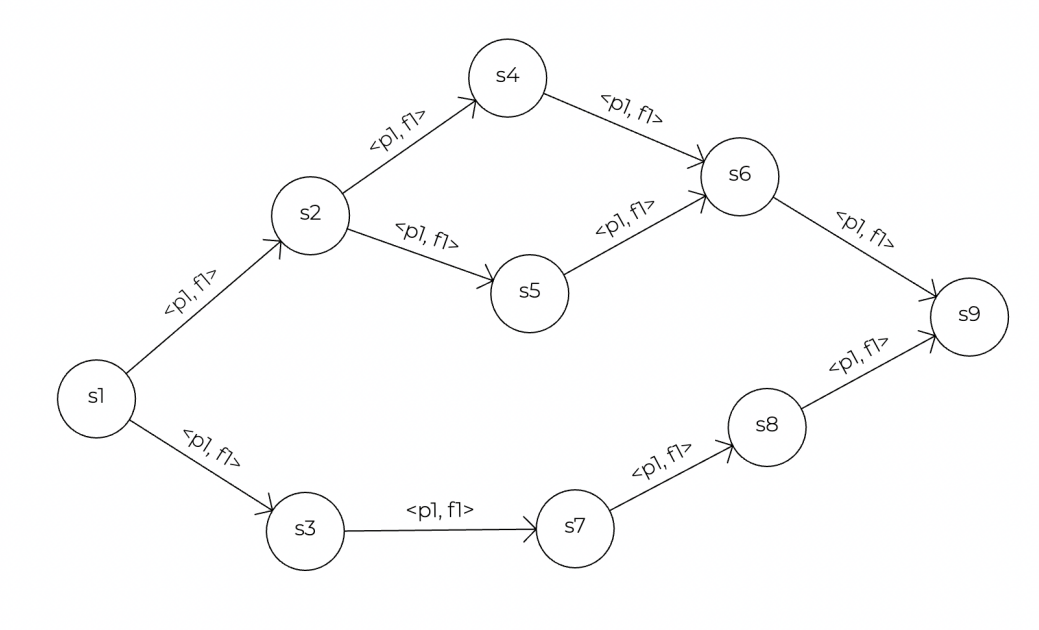 s4
<p1, f1>
<p1, f1>
s6
s2
<p1, f1>
<p1, f1>
<p1, f1>
<p1, f1>
s5
s9
<p1, f1>
s1
s8
<p1, f1>
<p1, f1>
<p1, f1>
s3
s7